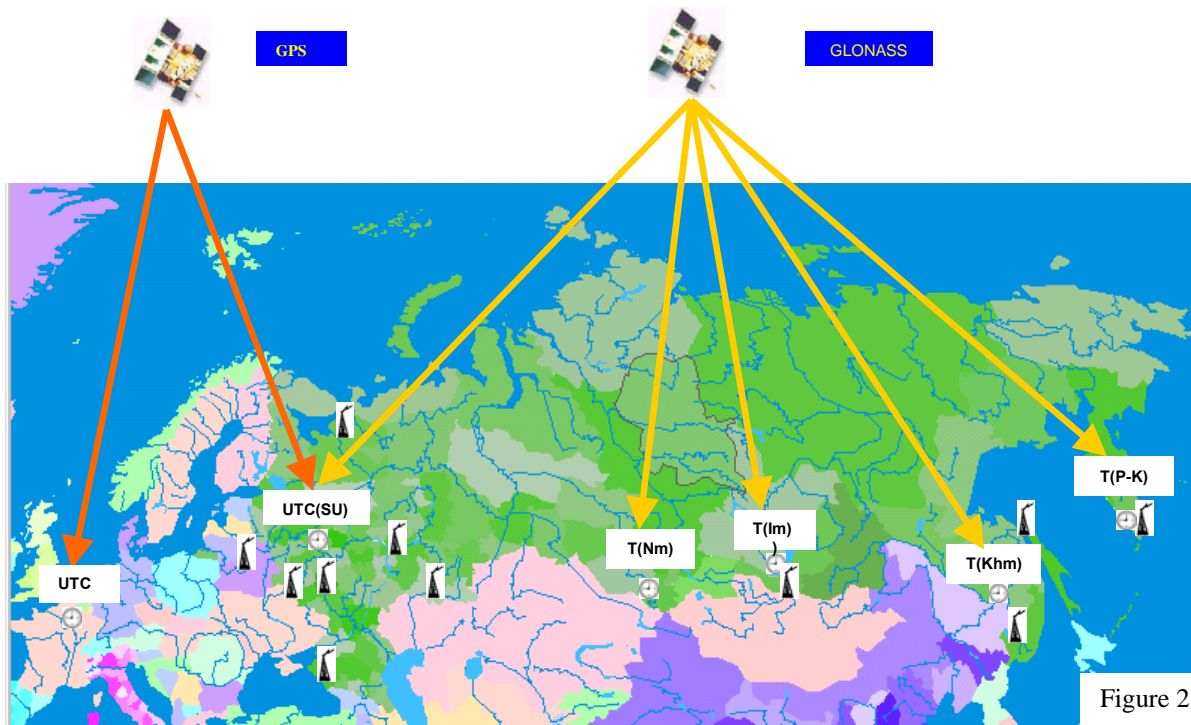 GPS
GLONASS
T(P-K)
UTC(SU)
T(Im)
)
T(Nm)
T(Khm)
UTC
Figure 2